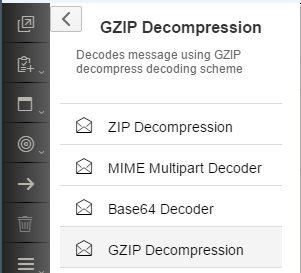 GZIP Decompression
Decodes message using GZIP
decompress decoding scheme
ZIP Decompression
MIME Multipart Decoder
Base64 Decoder
GZIP Decompression